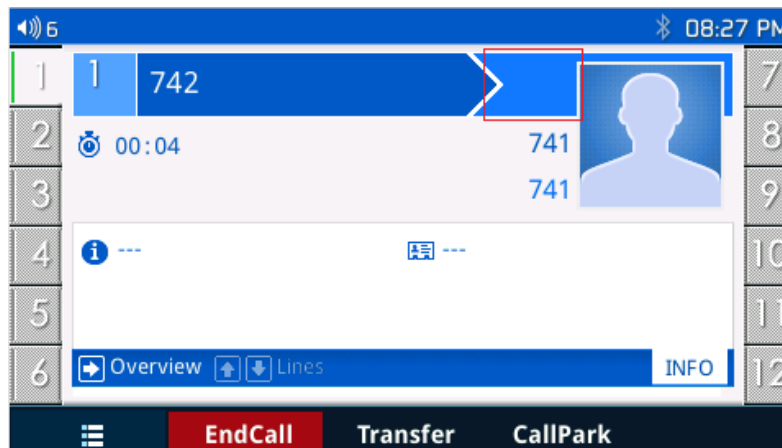 6 08:27 PM
1 1 742 7
2 00:04 741 8
3 741 9
4 --- --- 10
5 11
6 Overview Lines INFO 12
EndCall Transfer CallPark